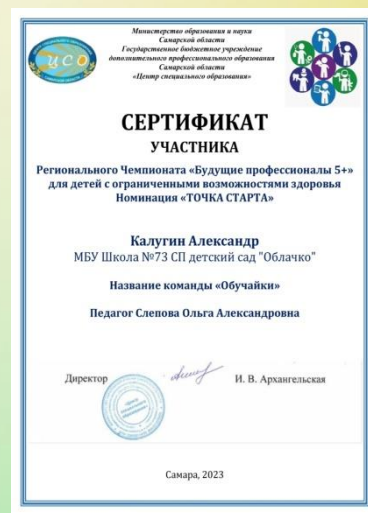 Министерство образования и науки
Самарской области
Государственное бюджетное учреждение
дополнительного профессионального образования
Самарской области
«Центр специального образования»
ЦСО
СЕРТИФИКАТ
УЧАСТНИКА
Регионального Чемпионата «Будущие профессионалы 5+»
для детей с ограниченными возможностями здоровья
Номинация «ТОЧКА СТАРТА»
Калугин Александр
МБУ Школа №73 СП детский сад "Облачко"
Название команды «Обучайки»
Педагог Слепова Ольга Александровна
Директор И. В. Архангельская
Самара, 2023